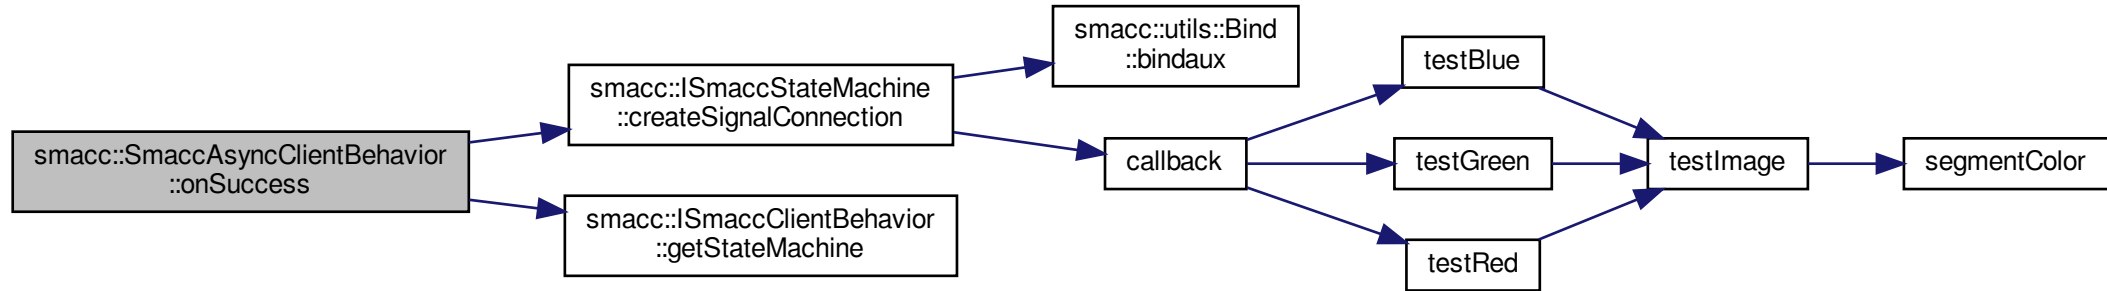 smacc::SmaccAsyncClientBehavior
::onSuccess
smacc::ISmaccStateMachine
::createSignalConnection
smacc::ISmaccClientBehavior
::getStateMachine
smacc::utils::Bind
::bindaux
callback
testBlue
testGreen
testRed
testImage
segmentColor